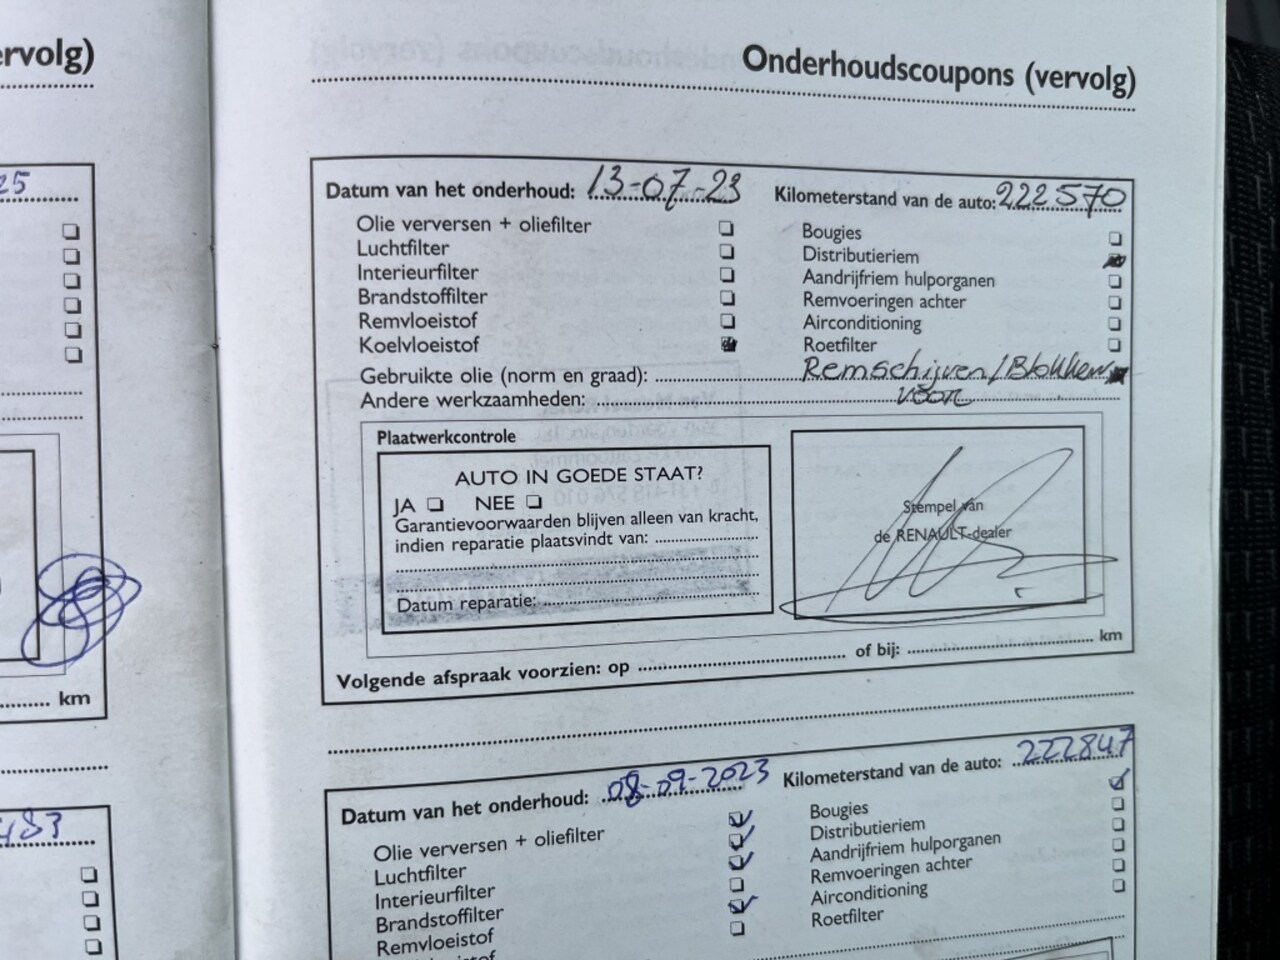 ervolg)
25
km
483
Onderhoudscoupons (vervolg)
Datum van het onderhoud: 13-07-23 Kilometerstand van de auto: 222570
Olie verversen + oliefilter Bougies
Luchtfilter Distributieriem
Interieurfilter Aandrijfriem hulporganen
Brandstoffilter Remvoeringen achter
Remvloeistof Airconditioning
Koelvloeistof Roetfilter
Gebruikte olie (norm en graad): Remschijven/Blokken
Andere werkzaamheden: voor
Plaatwerkcontrole
AUTO IN GOEDE STAAT?
JA NEE
Garantievoorwaarden blijven alleen van kracht,
indien reparatie plaatsvindt van:
Datum reparatie:
Stempel van
de RENAULT-dealer
Volgende afspraak voorzien: op of bij: km
Datum van het onderhoud: 08-09-2023 Kilometerstand van de auto: 222847
Olie verversen + oliefilter Bougies
Luchtfilter Distributieriem
Interieurfilter Aandrijfriem hulporganen
Brandstoffilter Remvoeringen achter
Remvloeistof Airconditioning
Roetfilter